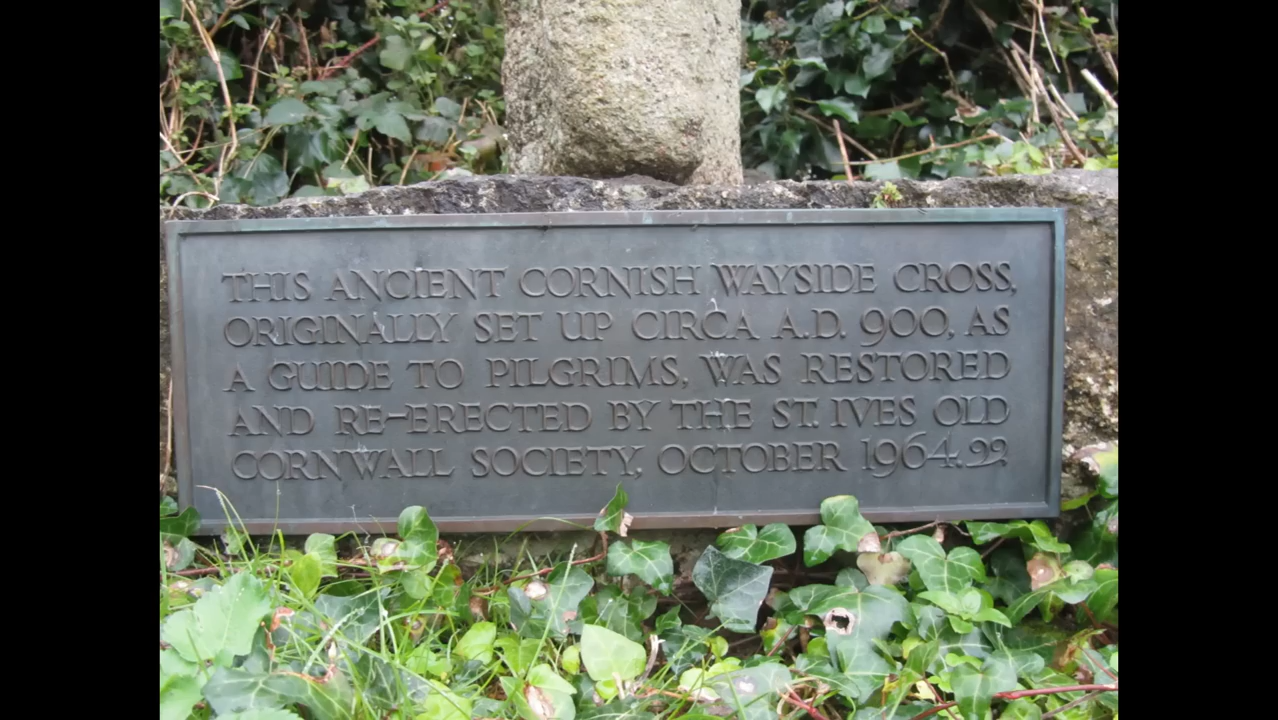 THIS ANCIENT CORNISH WAYSIDE CROSS,
ORIGINALLY SET UP CIRCA A.D. 900, AS
A GUIDE TO PILGRIMS, WAS RESTORED
AND RE-ERECTED BY THE ST. IVES OLD
CORNWALL SOCIETY, OCTOBER 1964.